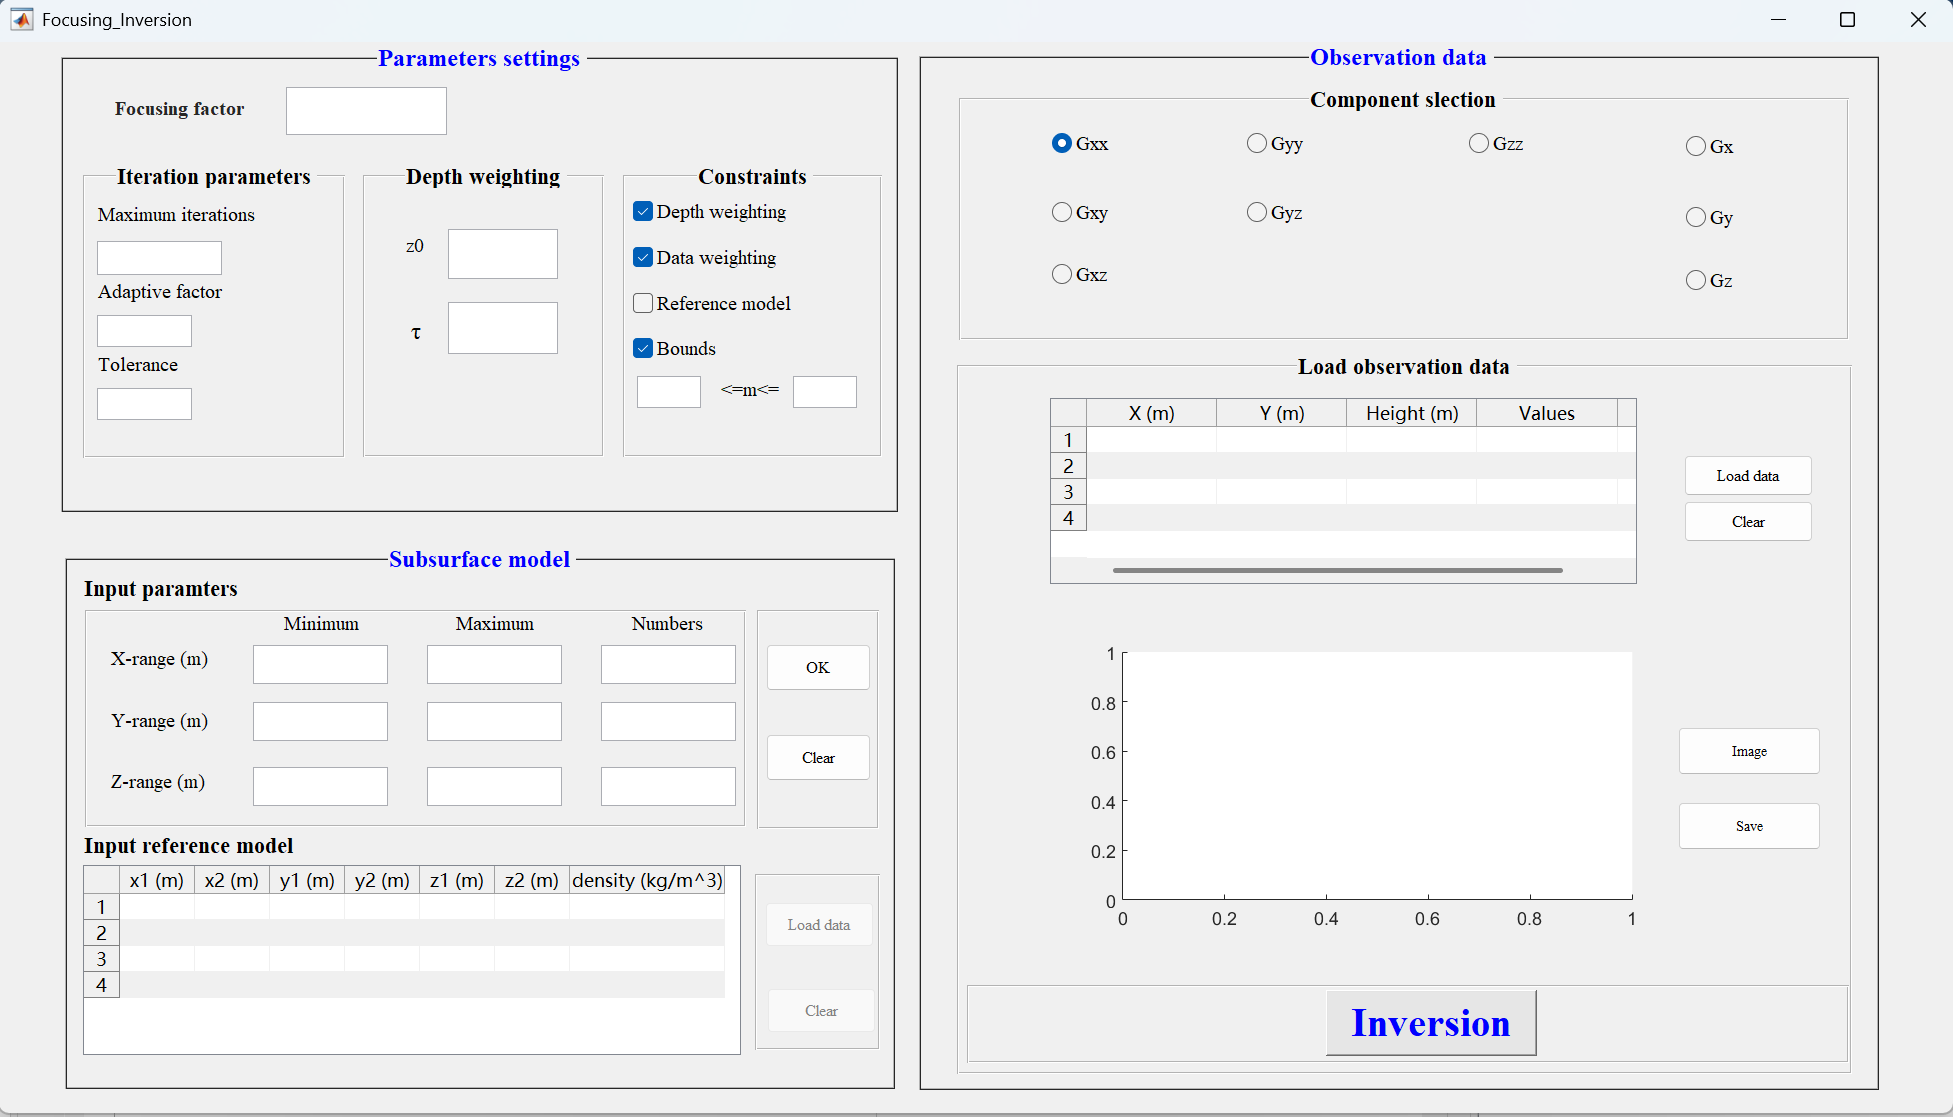 Focusing_Inversion
Parameters settings
Focusing factor
Iteration parameters
Maximum iterations
Adaptive factor
Tolerance
Depth weighting
z0
τ
Constraints
Depth weighting
Data weighting
Reference model
Bounds
<=m<=
Subsurface model
Input paramters
Minimum Maximum Numbers
X-range (m)
Y-range (m)
Z-range (m)
OK
Clear
Input reference model
x1 (m) x2 (m) y1 (m) y2 (m) z1 (m) z2 (m) density (kg/m^3)
1
2
3
4
Load data
Clear
Observation data
Component slection
Gxx Gyy Gzz Gx
Gxy Gyz Gy
Gxz Gz
Load observation data
X (m) Y (m) Height (m) Values
1
2
3
4
Load data
Clear
1
0.8
0.6
0.4
0.2
0
0 0.2 0.4 0.6 0.8 1
Image
Save
Inversion